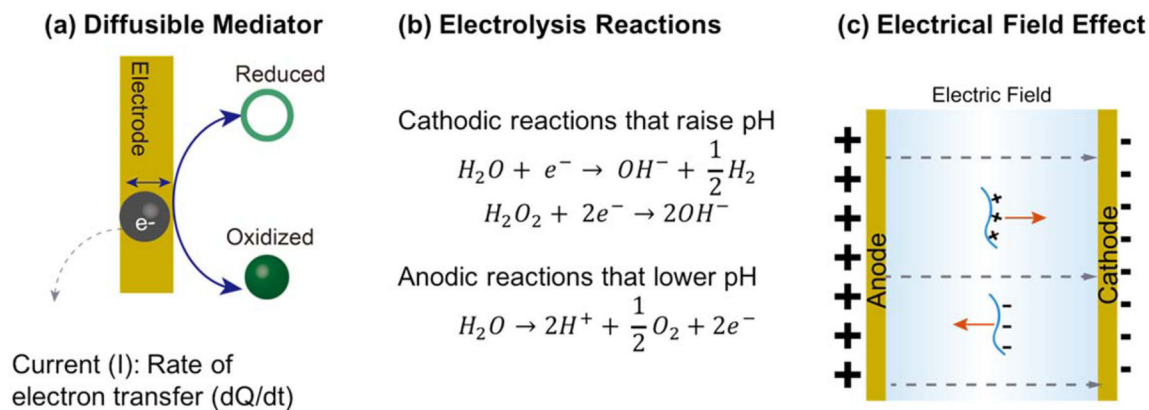 (a) Diffusible Mediator
Electrode
Reduced
e-
Oxidized
Current (I): Rate of
electron transfer (dQ/dt)
(b) Electrolysis Reactions
Cathodic reactions that raise pH
H₂O + e⁻ → OH⁻ + 1/2 H₂
H₂O₂ + 2e⁻ → 2OH⁻
Anodic reactions that lower pH
H₂O → 2H⁺ + 1/2 O₂ + 2e⁻
(c) Electrical Field Effect
Electric Field
Anode
Cathode